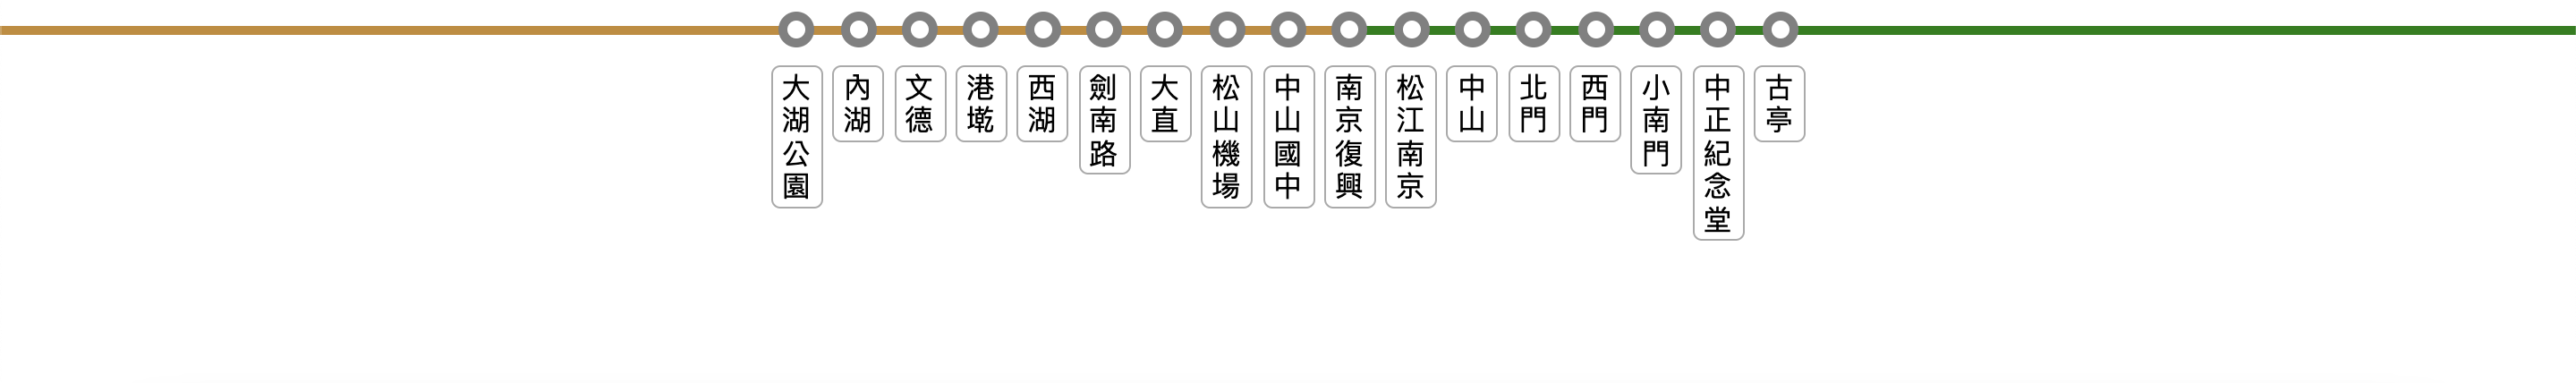 大湖公園
內湖
文德
港墘
西湖
劍南路
大直
松山機場
中山國中
南京復興
松江南京
中山
北門
西門
小南門
中正紀念堂
古亭